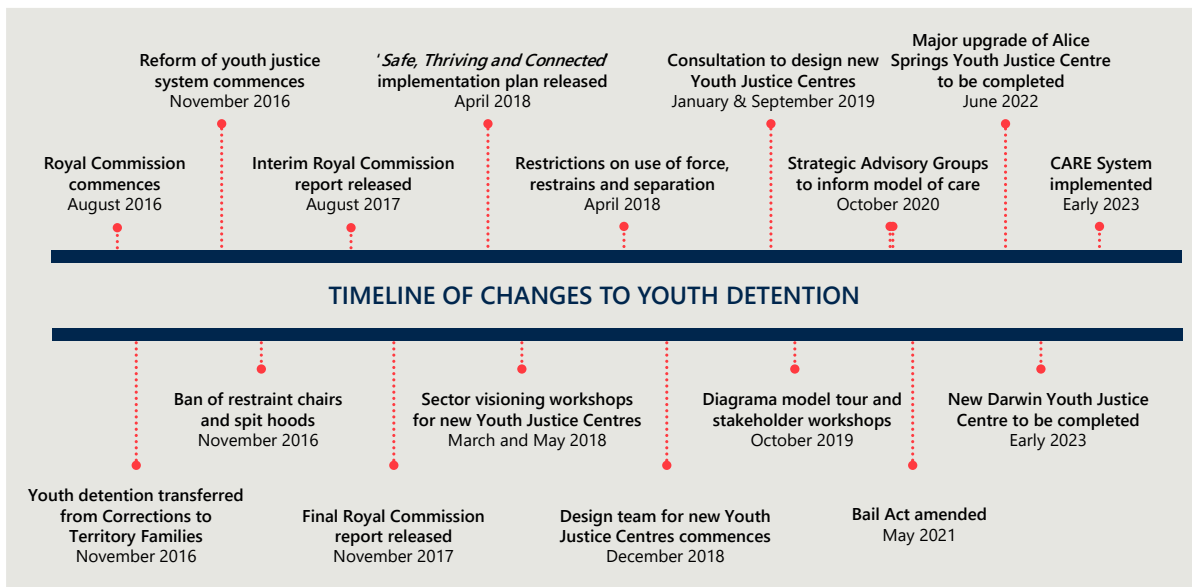 Reform of youth justice
system commences
November 2016
'Safe, Thriving and Connected
implementation plan released
April 2018
Consultation to design new
Youth Justice Centres
January & September 2019
Major upgrade of Alice
Springs Youth Justice Centre
to be completed
June 2022
Royal Commission
commences
August 2016
Interim Royal Commission
report released
August 2017
Restrictions on use of force,
restrains and separation
April 2018
Strategic Advisory Groups
to inform model of care
October 2020
CARE System
implemented
Early 2023
TIMELINE OF CHANGES TO YOUTH DETENTION
Ban of restraint chairs
and spit hoods
November 2016
Sector visioning workshops
for new Youth Justice Centres
March and May 2018
Diagrama model tour and
stakeholder workshops
October 2019
New Darwin Youth Justice
Centre to be completed
Early 2023
Youth detention transferred
from Corrections to
Territory Families
November 2016
Final Royal Commission
report released
November 2017
Design team for new Youth
Justice Centres commences
December 2018
Bail Act amended
May 2021